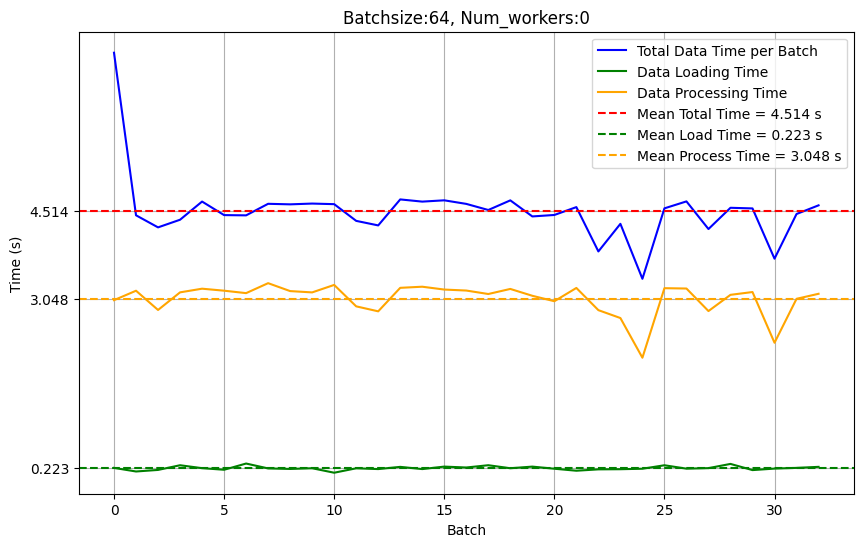 Batchsize:64, Num_workers:0
Total Data Time per Batch
Data Loading Time
Data Processing Time
Mean Total Time = 4.514 s
Mean Load Time = 0.223 s
Mean Process Time = 3.048 s
4.514
3.048
0.223
Time (s)
0 5 10 15 20 25 30
Batch